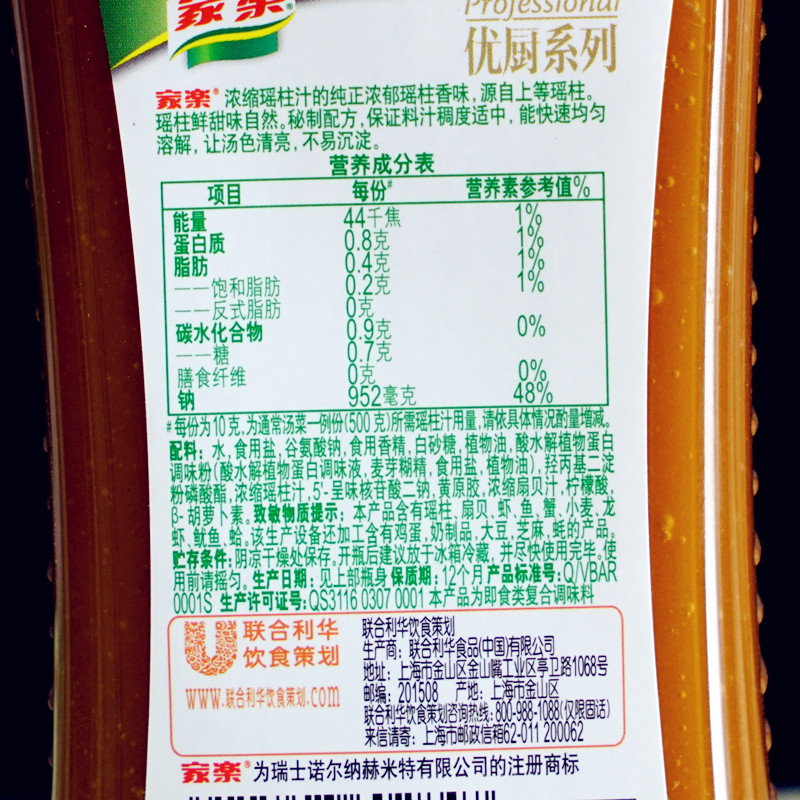 家樂®
Professional
优厨系列
家樂® 浓缩瑶柱汁的纯正浓郁瑶柱香味,源自上等瑶柱。
瑶柱鲜甜味自然。秘制配方,保证料汁稠度适中,能快速均匀
溶解,让汤色清亮,不易沉淀。
营养成分表
项目 每份# 营养素参考值%
能量 44千焦 1%
蛋白质 0.8克 1%
脂肪 0.4克 1%
——饱和脂肪 0.2克 1%
——反式脂肪 0克
碳水化合物 0.9克 0%
——糖 0.7克
膳食纤维 0克 0%
钠 952毫克 48%
#每份为10克,为通常汤菜一例份(500克)所需瑶柱汁用量,请依具体情况酌量增减。
配料:水,食用盐,谷氨酸钠,食用香精,白砂糖,植物油,酸水解植物蛋白
调味粉(酸水解植物蛋白调味液,麦芽糊精,食用盐,植物油),羟丙基二淀
粉磷酸酯,浓缩瑶柱汁,5'-呈味核苷酸二钠,黄原胶,浓缩扇贝汁,柠檬酸,
β-胡萝卜素。致敏物质提示:本产品含有瑶柱,扇贝,虾,鱼,蟹,小麦,龙
虾,鱿鱼,蛤。该生产设备还加工含有鸡蛋,奶制品,大豆,芝麻,蚝的产品。
贮存条件:阴凉干燥处保存。开瓶后建议放于冰箱冷藏,并尽快使用完毕。使
用前请摇匀。生产日期:见上部瓶身 保质期:12个月 产品标准号:Q/VBAR
0001S 生产许可证号:QS3116 0307 0001 本产品为即食类复合调味料
联合利华
饮食策划
www.联合利华饮食策划.com
联合利华饮食策划
生产商:联合利华食品(中国)有限公司
地址:上海市金山区金山嘴工业区亭卫路1068号
邮编:201508 产地:上海市金山区
联合利华饮食策划咨询热线:800-988-1088(仅限固话)
来信请寄:上海市邮政信箱62-011 200062
家樂®为瑞士诺尔纳赫米特有限公司的注册商标